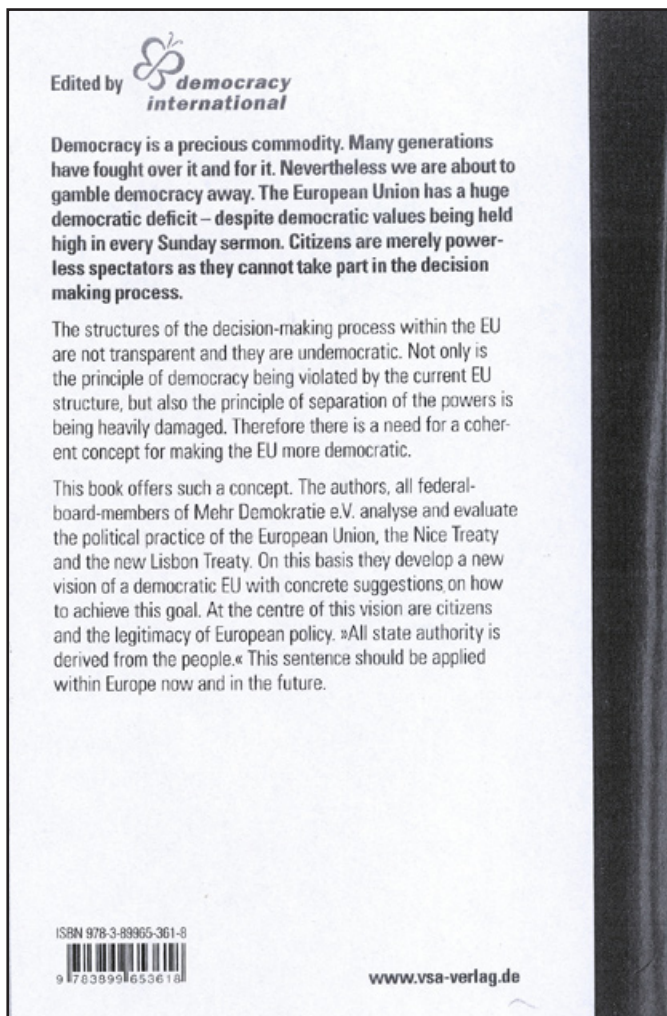 Edited by democracy
international
Democracy is a precious commodity. Many generations
have fought over it and for it. Nevertheless we are about to
gamble democracy away. The European Union has a huge
democratic deficit – despite democratic values being held
high in every Sunday sermon. Citizens are merely power-
less spectators as they cannot take part in the decision
making process.
The structures of the decision-making process within the EU
are not transparent and they are undemocratic. Not only is
the principle of democracy being violated by the current EU
structure, but also the principle of separation of the powers is
being heavily damaged. Therefore there is a need for a coher-
ent concept for making the EU more democratic.
This book offers such a concept. The authors, all federal-
board-members of Mehr Demokratie e.V. analyse and evaluate
the political practice of the European Union, the Nice Treaty
and the new Lisbon Treaty. On this basis they develop a new
vision of a democratic EU with concrete suggestions on how
to achieve this goal. At the centre of this vision are citizens
and the legitimacy of European policy. »All state authority is
derived from the people.« This sentence should be applied
within Europe now and in the future.
ISBN 978-3-89965-361-8
9 783899 653618
www.vsa-verlag.de